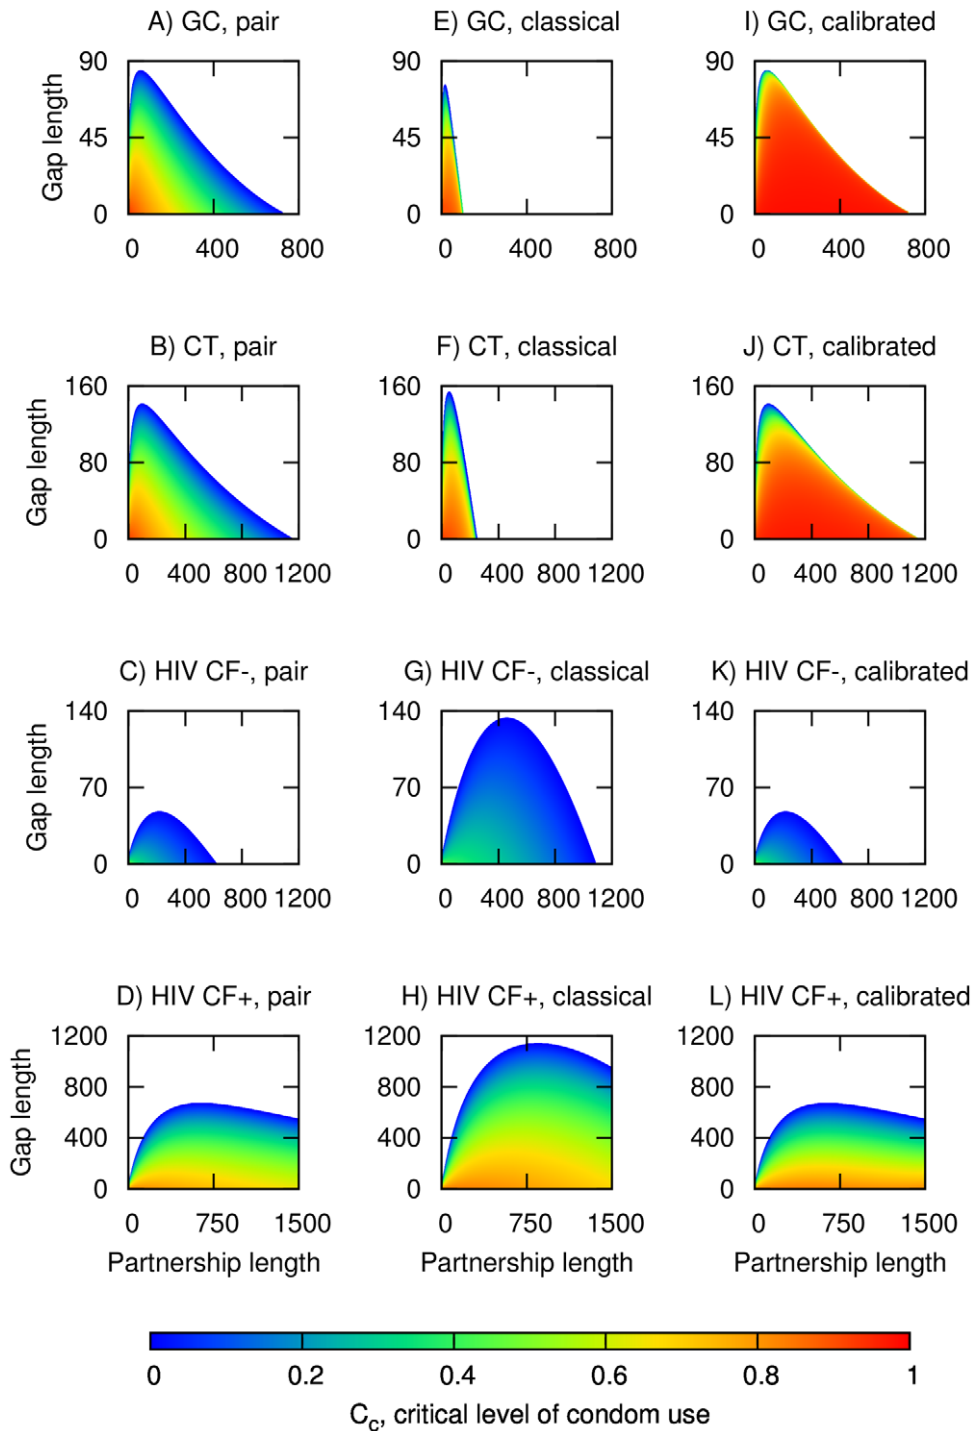 A) GC, pair
E) GC, classical
I) GC, calibrated
Gap length
90
45
0
0 400 800
90
45
0
0 400 800
90
45
0
0 400 800
B) CT, pair
F) CT, classical
J) CT, calibrated
Gap length
160
80
0
0 400 800 1200
160
80
0
0 400 800 1200
160
80
0
0 400 800 1200
C) HIV CF-, pair
G) HIV CF-, classical
K) HIV CF-, calibrated
Gap length
140
70
0
0 400 800 1200
140
70
0
0 400 800 1200
140
70
0
0 400 800 1200
D) HIV CF+, pair
H) HIV CF+, classical
L) HIV CF+, calibrated
Gap length
1200
800
400
0
0 750 1500
1200
800
400
0
0 750 1500
1200
800
400
0
0 750 1500
Partnership length
Partnership length
Partnership length
0 0.2 0.4 0.6 0.8 1
Cc, critical level of condom use